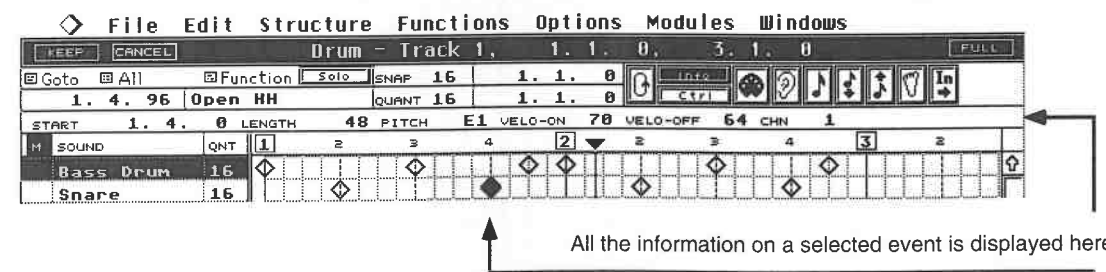 File Edit Structure Functions Options Modules Windows
KEEP CANCEL Drum - Track 1, 1. 1. 0. 3. 1. 0 FULL
Goto All Function Solo SNAP 16 1. 1. 0 Info
1. 4. 96 Open HH QUANT 16 1. 1. 0 Ctrl In
START 1. 4. 0 LENGTH 48 PITCH E1 VELO-ON 70 VELO-OFF 64 CHN 1
M SOUND QNT 1 2 3 4 2 2 3 4 3 2
Bass Drum 16
Snare 16
All the information on a selected event is displayed here